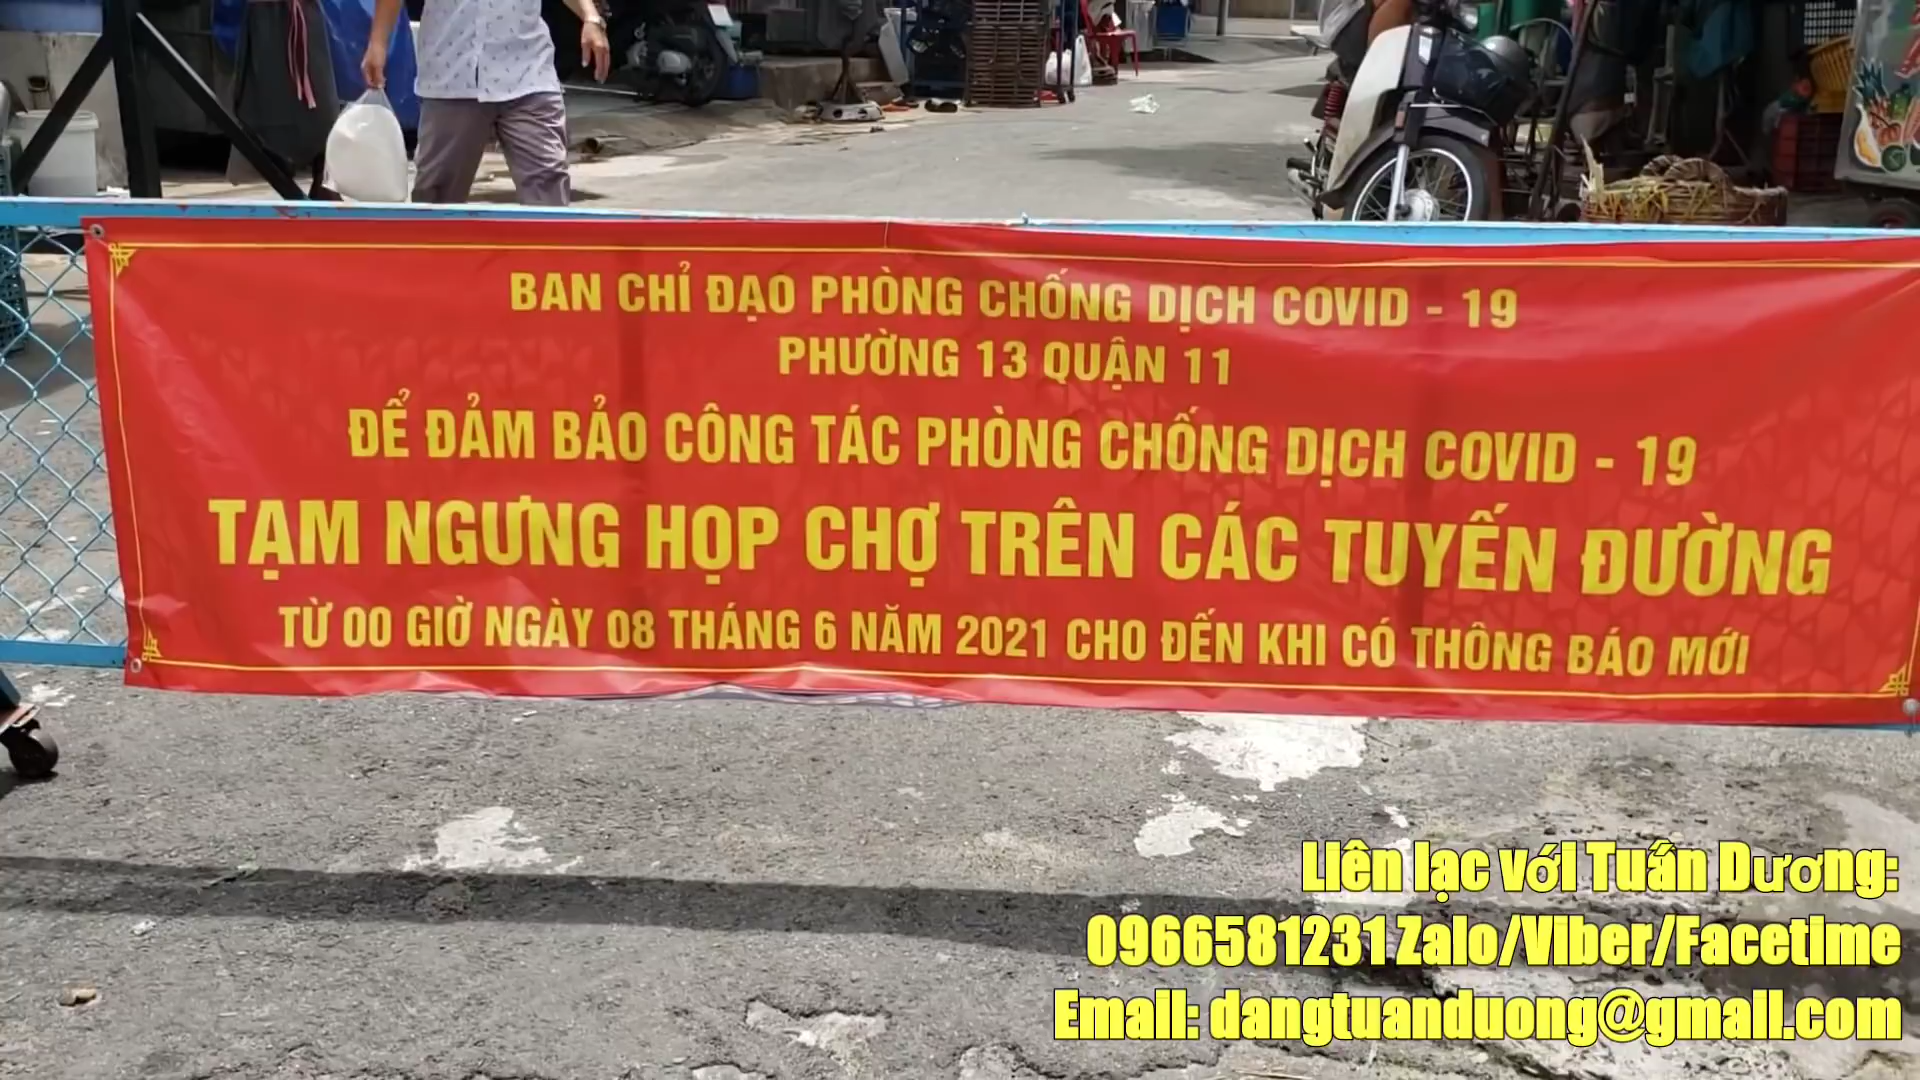 BAN CHỈ ĐẠO PHÒNG CHỐNG DỊCH COVID - 19
PHƯỜNG 13 QUẬN 11
ĐỂ ĐẢM BẢO CÔNG TÁC PHÒNG CHỐNG DỊCH COVID - 19
TẠM NGƯNG HỌP CHỢ TRÊN CÁC TUYẾN ĐƯỜNG
TỪ 00 GIỜ NGÀY 08 THÁNG 6 NĂM 2021 CHO ĐẾN KHI CÓ THÔNG BÁO MỚI
Liên lạc với Tuấn Dương:
0966581231 Zalo/Viber/Facetime
Email: dangtuanduong@gmail.com